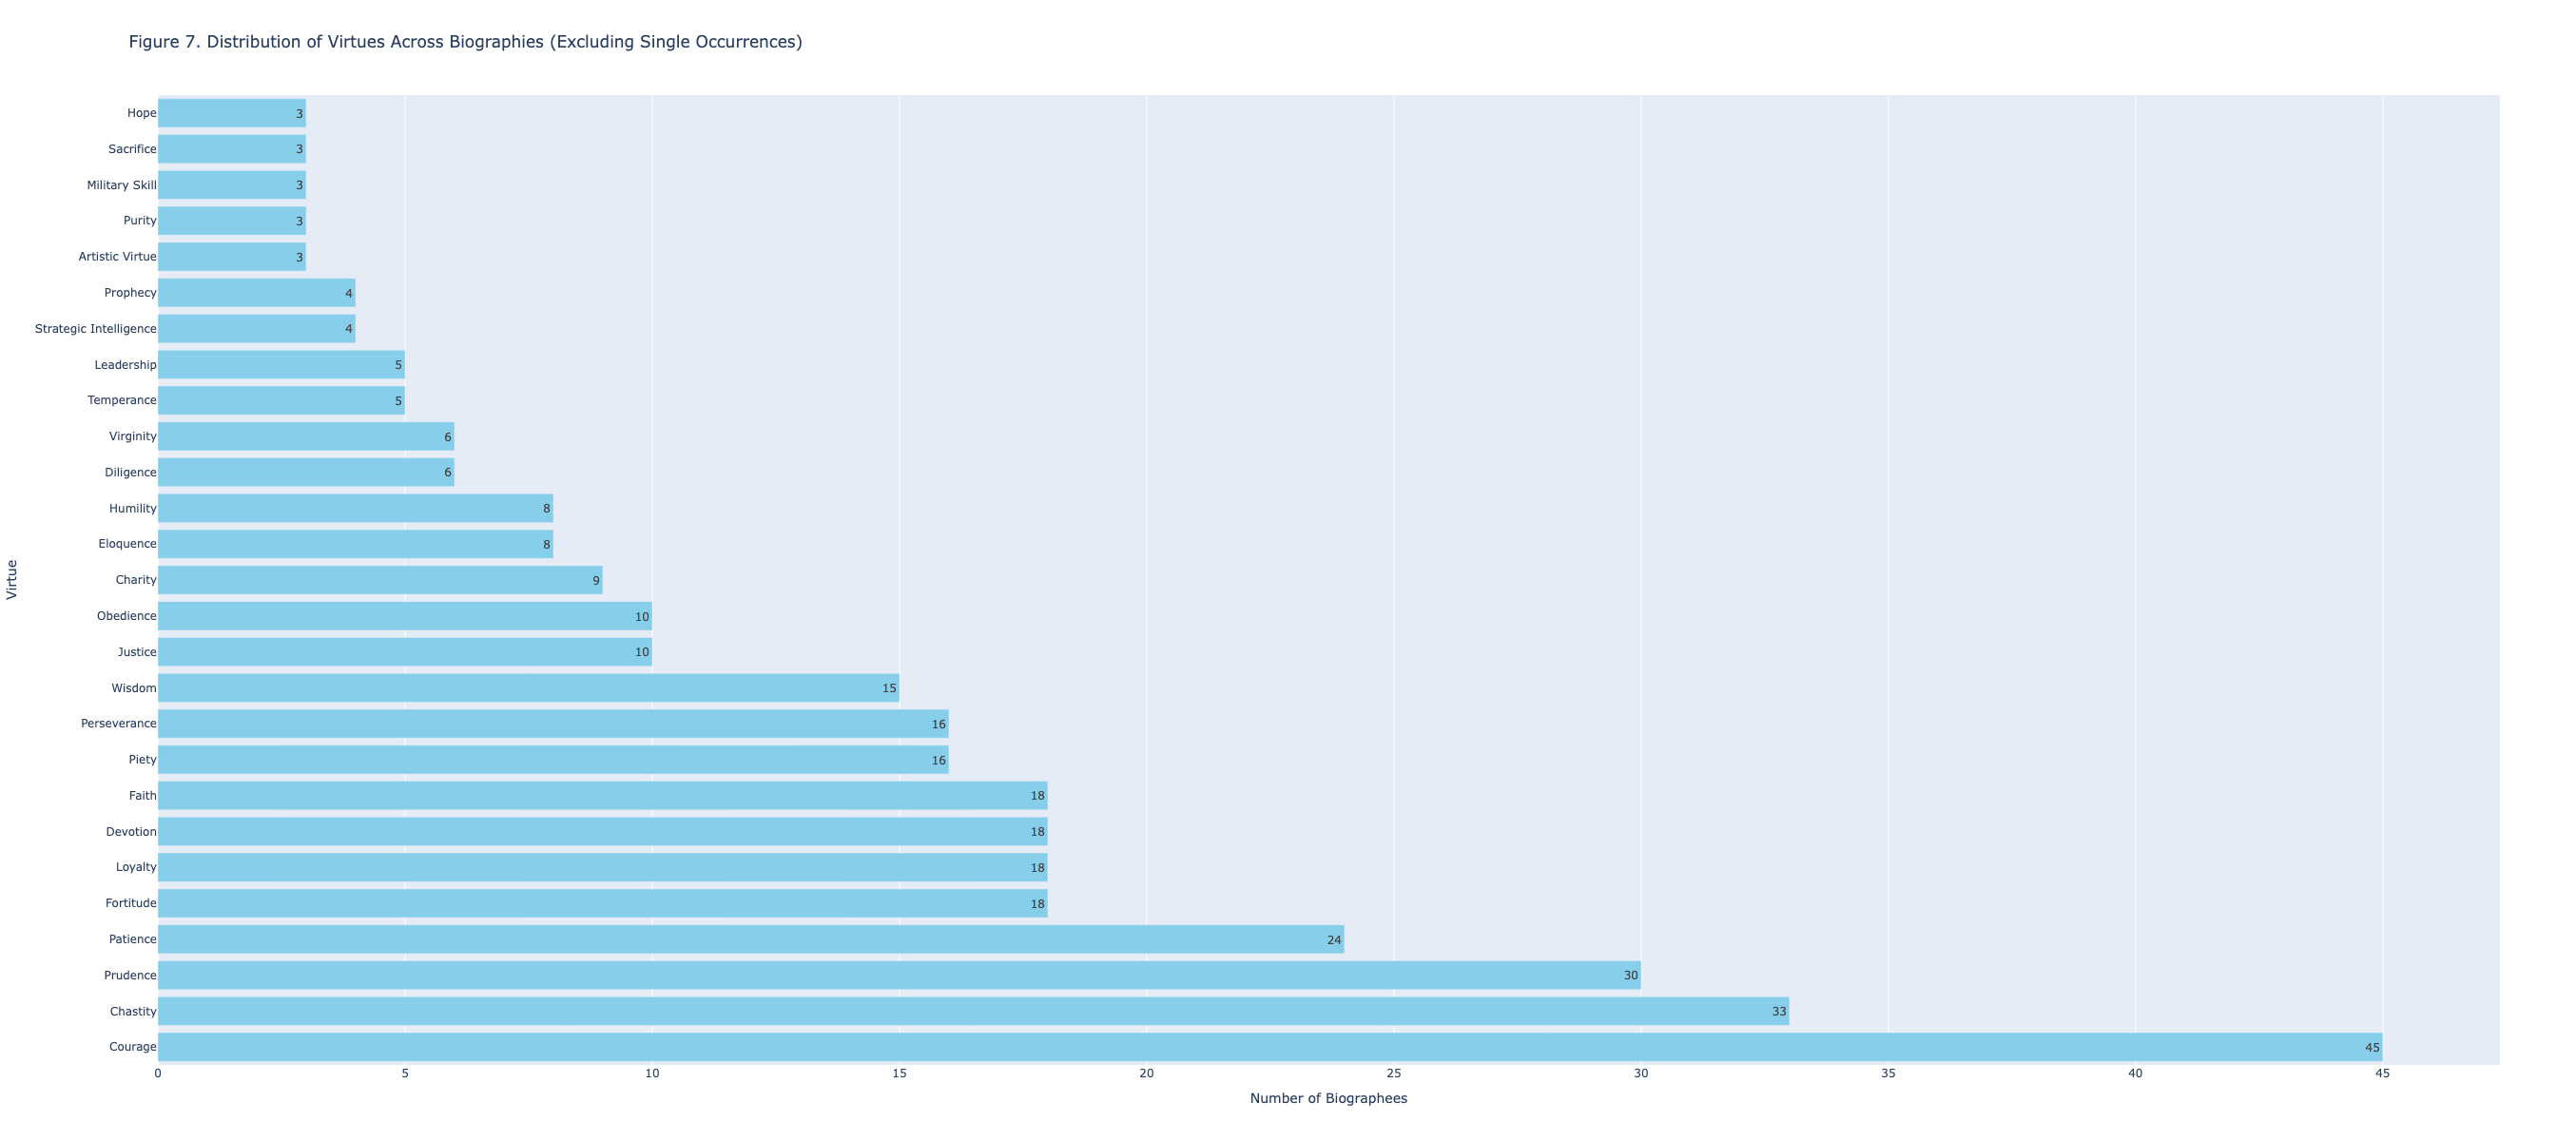 Figure 7. Distribution of Virtues Across Biographies (Excluding Single Occurrences)
Virtue
Hope 3
Sacrifice 3
Military Skill 3
Purity 3
Artistic Virtue 3
Prophecy 4
Strategic Intelligence 4
Leadership 5
Temperance 5
Virginity 6
Diligence 6
Humility 8
Eloquence 8
Charity 9
Obedience 10
Justice 10
Wisdom 15
Perseverance 16
Piety 16
Faith 18
Devotion 18
Loyalty 18
Fortitude 18
Patience 24
Prudence 30
Chastity 33
Courage 45
0 5 10 15 20 25 30 35 40 45
Number of Biographees